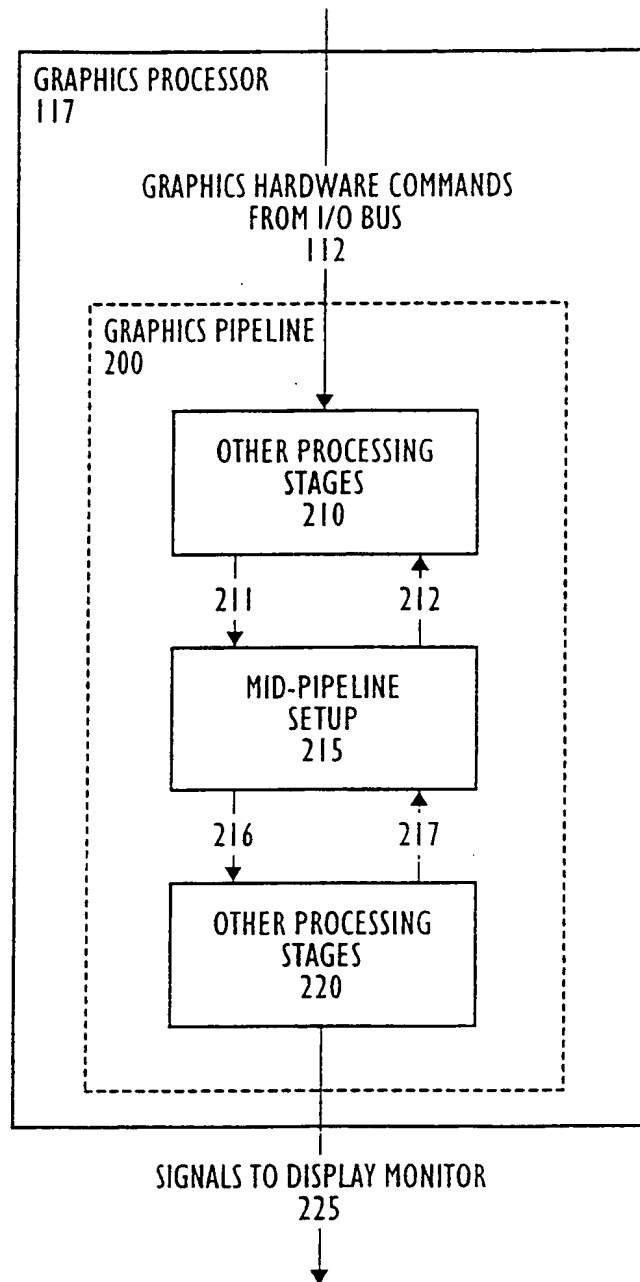 GRAPHICS PROCESSOR
117
GRAPHICS HARDWARE COMMANDS
FROM I/O BUS
112
GRAPHICS PIPELINE
200
OTHER PROCESSING
STAGES
210
211
212
MID-PIPELINE
SETUP
215
216
217
OTHER PROCESSING
STAGES
220
SIGNALS TO DISPLAY MONITOR
225